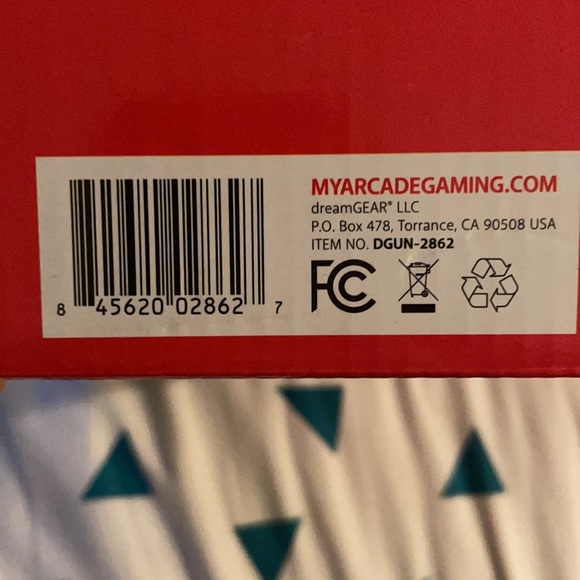 MYARCADEGAMING.COM
dreamGEAR® LLC
P.O. Box 478, Torrance, CA 90508 USA
ITEM NO. DGUN-2862
FC
8 45620 02862 7